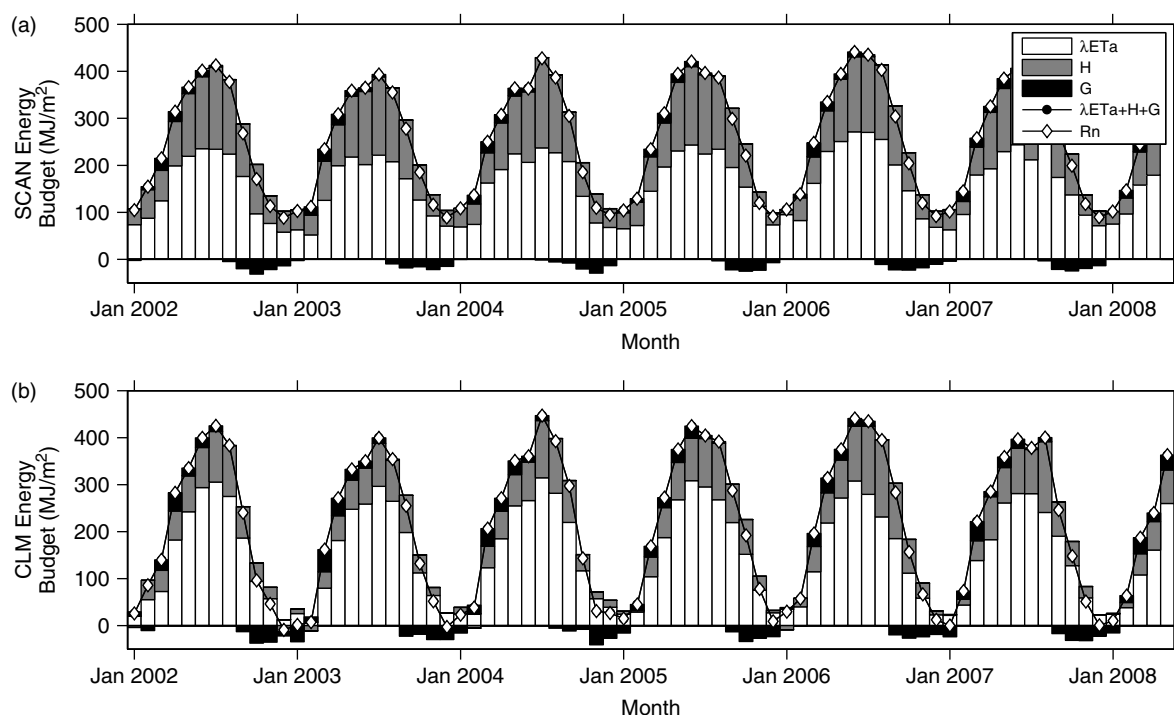 (a)
SCAN Energy
Budget (MJ/m²)
500
400
300
200
100
0
λETa
H
G
λETa+H+G
Rn
Jan 2002
Jan 2003
Jan 2004
Jan 2005
Jan 2006
Jan 2007
Jan 2008
Month
(b)
CLM Energy
Budget (MJ/m²)
500
400
300
200
100
0
Jan 2002
Jan 2003
Jan 2004
Jan 2005
Jan 2006
Jan 2007
Jan 2008
Month